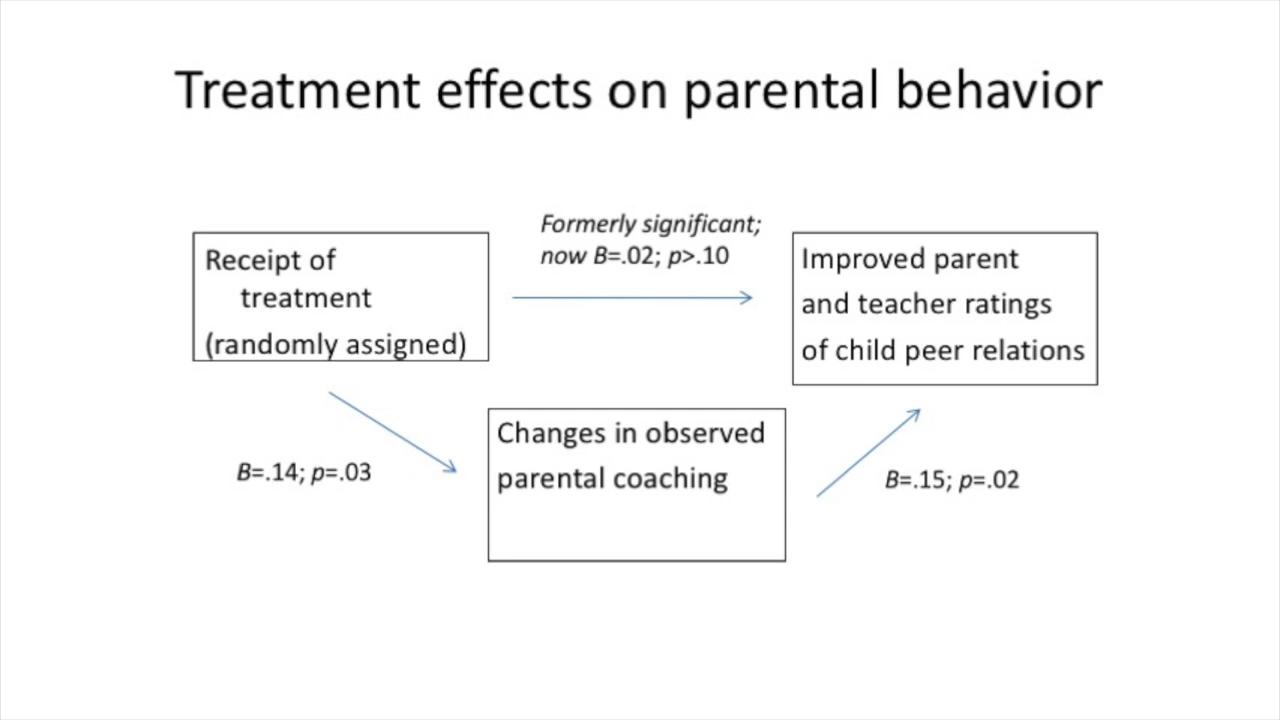 Treatment effects on parental behavior
Formerly significant;
now B=.02; p>.10
Receipt of
treatment
(randomly assigned)
Improved parent
and teacher ratings
of child peer relations
Changes in observed
parental coaching
B=.14; p=.03
B=.15; p=.02